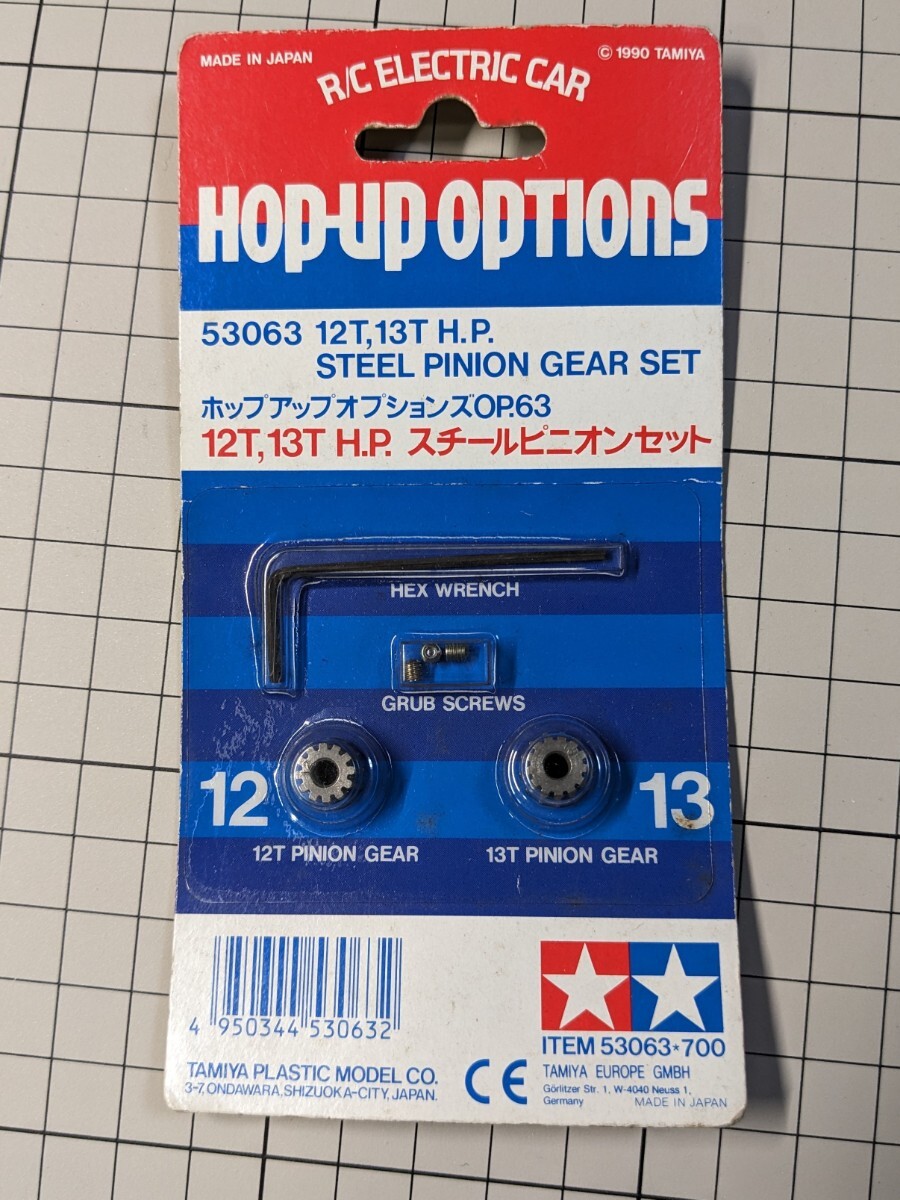 MADE IN JAPAN
© 1990 TAMIYA
R/C ELECTRIC CAR
HOP-UP OPTIONS
53063 12T,13T H.P.
STEEL PINION GEAR SET
ホップアップオプションズOP.63
12T,13T H.P. スチールピニオンセット
HEX WRENCH
GRUB SCREWS
12
13
12T PINION GEAR
13T PINION GEAR
4 950344 530632
ITEM 53063*700
TAMIYA PLASTIC MODEL CO.
3-7, ONDAWARA, SHIZUOKA-CITY, JAPAN.
CE
TAMIYA EUROPE GMBH
Görlitzer Str. 1, W-4040 Neuss 1,
Germany
MADE IN JAPAN